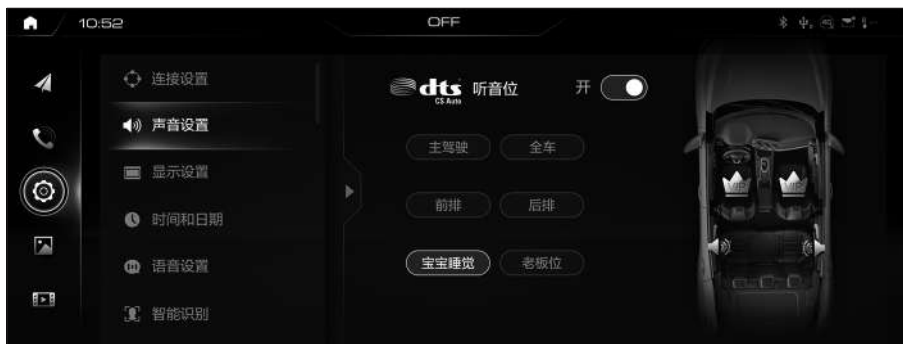 10:52
OFF
连接设置
声音设置
显示设置
时间和日期
语音设置
智能识别
dts 听音位 开
CS Auto
主驾驶 全车
前排 后排
宝宝睡觉 老板位
VIP VIP